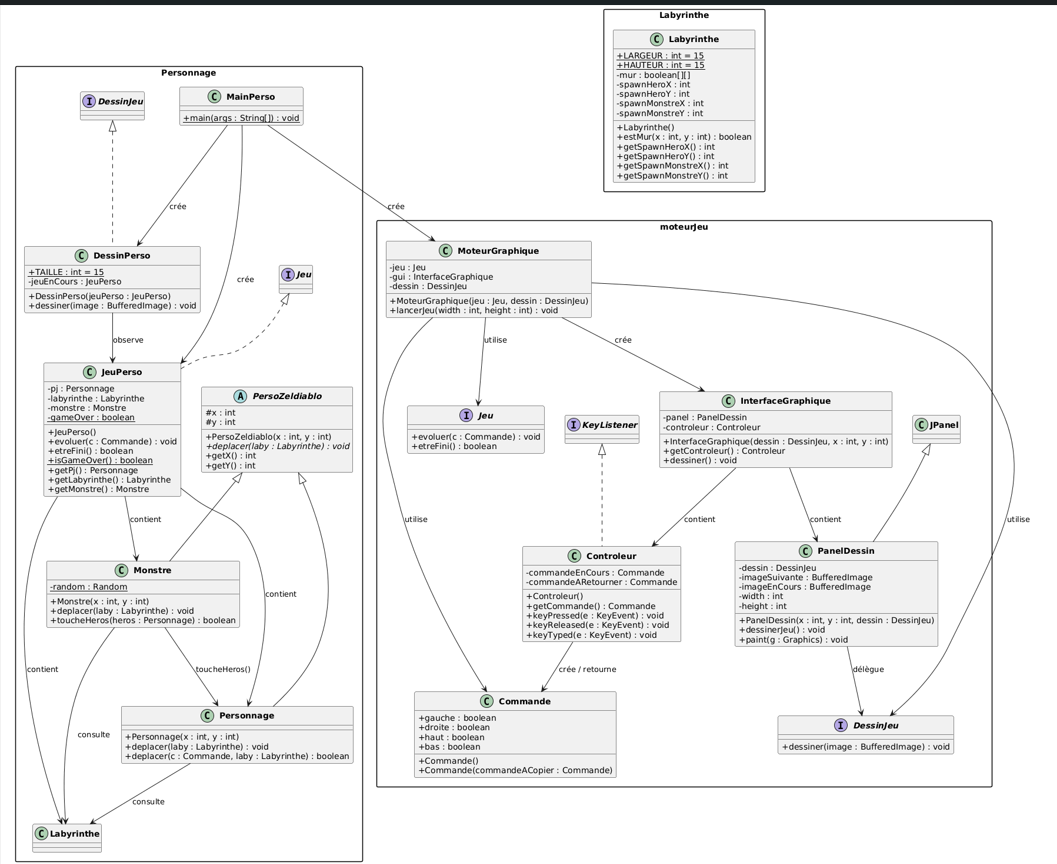 Labyrinthe
C Labyrinthe
+LARGEUR : int = 15
+HAUTEUR : int = 15
-mur : boolean[][]
-spawnHeroX : int
-spawnHeroY : int
-spawnMonstreX : int
-spawnMonstreY : int
+Labyrinthe()
+estMur(x : int, y : int) : boolean
+getSpawnHeroX() : int
+getSpawnHeroY() : int
+getSpawnMonstreX() : int
+getSpawnMonstreY() : int
Personnage
I DessinJeu
C MainPerso
+main(args : String[]) : void
crée
crée
crée
C DessinPerso
+TAILLE : int = 15
-jeuEnCours : JeuPerso
+DessinPerso(jeuPerso : JeuPerso)
+dessiner(image : BufferedImage) : void
I Jeu
observe
C JeuPerso
-pj : Personnage
-labyrinthe : Labyrinthe
-monstre : Monstre
-gameOver : boolean
+JeuPerso()
+evoluer(c : Commande) : void
+etreFini() : boolean
+isGameOver() : boolean
+getPj() : Personnage
+getLabyrinthe() : Labyrinthe
+getMonstre() : Monstre
A PersoZeldiablo
#x : int
#y : int
+PersoZeldiablo(x : int, y : int)
+deplacer(laby : Labyrinthe) : void
+getX() : int
+getY() : int
contient
C Monstre
-random : Random
+Monstre(x : int, y : int)
+deplacer(laby : Labyrinthe) : void
+toucheHeros(heros : Personnage) : boolean
contient
contient
toucheHeros()
consulte
C Personnage
+Personnage(x : int, y : int)
+deplacer(laby : Labyrinthe) : void
+deplacer(c : Commande, laby : Labyrinthe) : boolean
consulte
C Labyrinthe
moteurJeu
C MoteurGraphique
-jeu : Jeu
-gui : InterfaceGraphique
-dessin : DessinJeu
+MoteurGraphique(jeu : Jeu, dessin : DessinJeu)
+lancerJeu(width : int, height : int) : void
utilise
crée
I Jeu
+evoluer(c : Commande) : void
+etreFini() : boolean
I KeyListener
C InterfaceGraphique
-panel : PanelDessin
-controleur : Controleur
+InterfaceGraphique(dessin : DessinJeu, x : int, y : int)
+getControleur() : Controleur
+dessiner() : void
C JPanel
utilise
contient
contient
utilise
C Controleur
-commandeEnCours : Commande
-commandeARetourner : Commande
+Controleur()
+getCommande() : Commande
+keyPressed(e : KeyEvent) : void
+keyReleased(e : KeyEvent) : void
+keyTyped(e : KeyEvent) : void
C PanelDessin
-dessin : DessinJeu
-imageSuivante : BufferedImage
-imageEnCours : BufferedImage
-width : int
-height : int
+PanelDessin(x : int, y : int, dessin : DessinJeu)
+dessinerJeu() : void
+paint(g : Graphics) : void
crée / retourne
délègue
C Commande
+gauche : boolean
+droite : boolean
+haut : boolean
+bas : boolean
+Commande()
+Commande(commandeACopier : Commande)
I DessinJeu
+dessiner(image : BufferedImage) : void